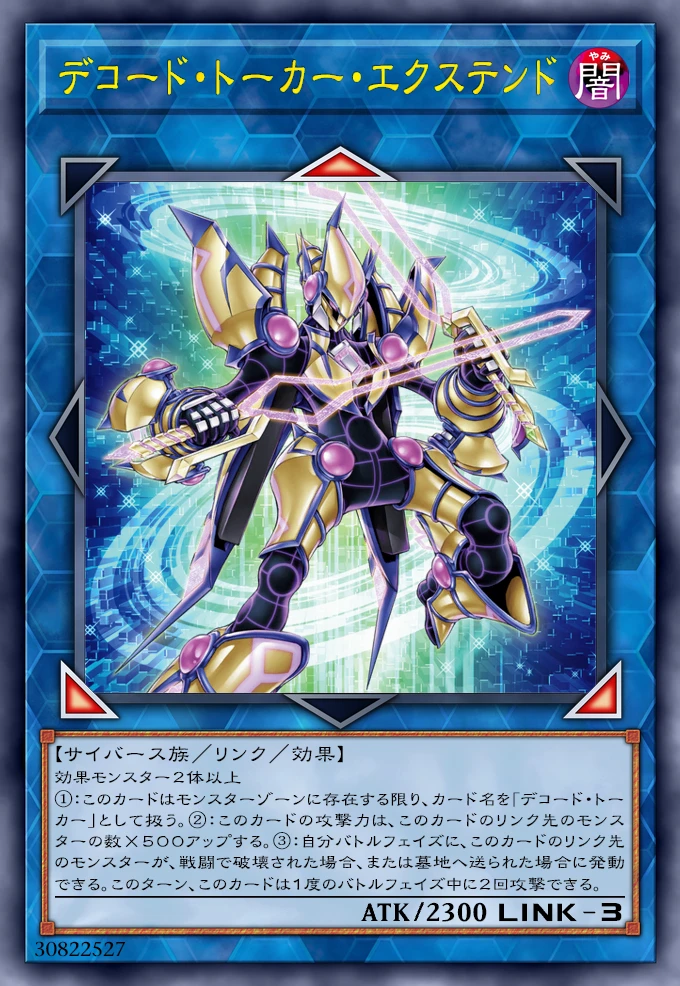 デコード・トーカー・エクステンド
やみ
闇
【サイバース族／リンク／効果】
効果モンスター２体以上
①：このカードはモンスターゾーンに存在する限り、カード名を「デコード・トー
カー」として扱う。②：このカードの攻撃力は、このカードのリンク先のモンス
ターの数×５００アップする。③：自分バトルフェイズに、このカードのリンク先
のモンスターが、戦闘で破壊された場合、または墓地へ送られた場合に発動
できる。このターン、このカードは１度のバトルフェイズ中に２回攻撃できる。
ATK/2300 LINK-3
30822527